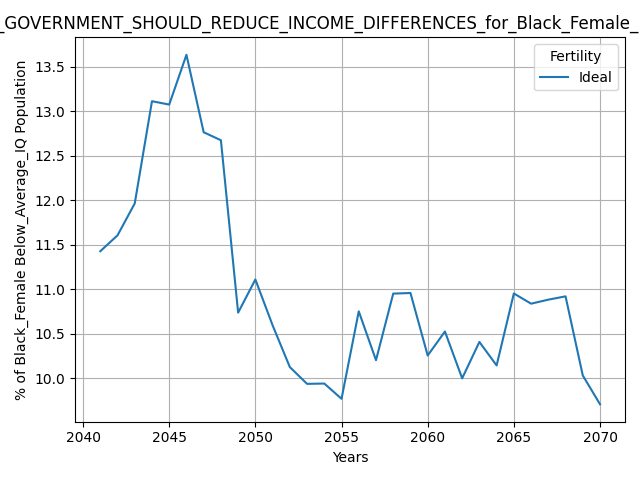 _GOVERNMENT_SHOULD_REDUCE_INCOME_DIFFERENCES_for_Black_Female_
Fertility
Ideal
% of Black_Female Below_Average_IQ Population
13.5
13.0
12.5
12.0
11.5
11.0
10.5
10.0
2040 2045 2050 2055 2060 2065 2070
Years